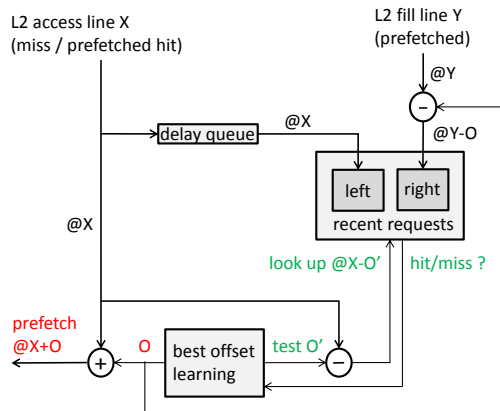 L2 access line X
(miss / prefetched hit)
L2 fill line Y
(prefetched)
@Y
−
delay queue
@X
@Y-O
left
right
recent requests
@X
look up @X-O’
hit/miss ?
prefetch
@X+O
+
O
best offset
learning
test O’
−